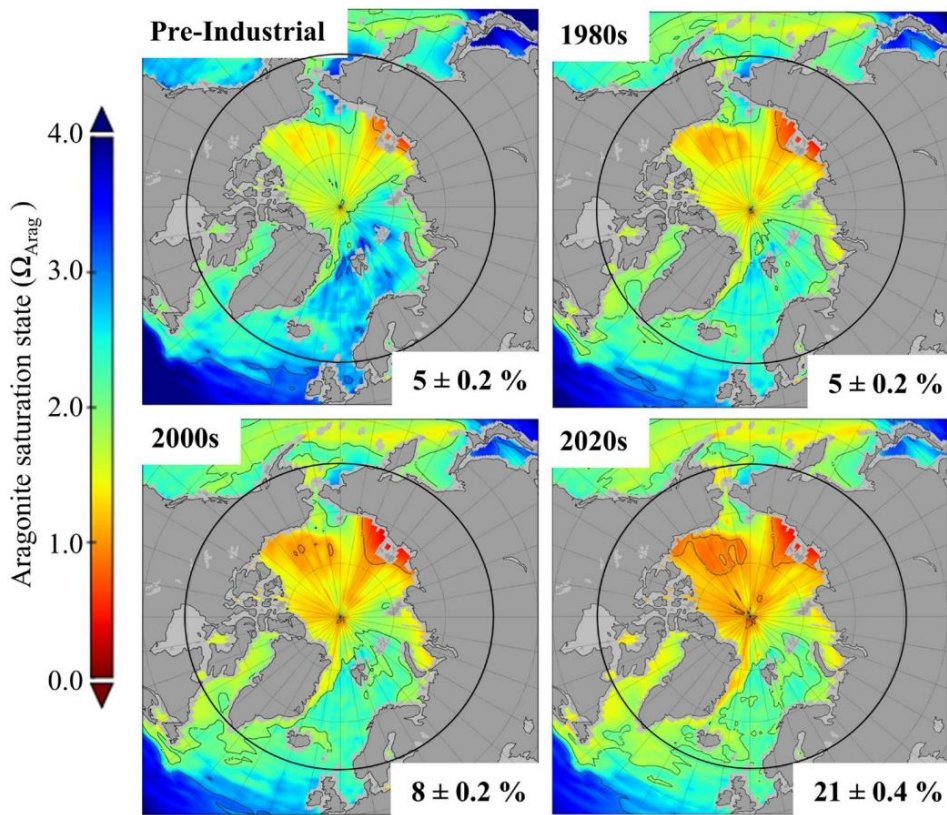 Pre-Industrial
5 ± 0.2 %
1980s
5 ± 0.2 %
2000s
8 ± 0.2 %
2020s
21 ± 0.4 %
Aragonite saturation state (Ω_Arag)
4.0
3.0
2.0
1.0
0.0